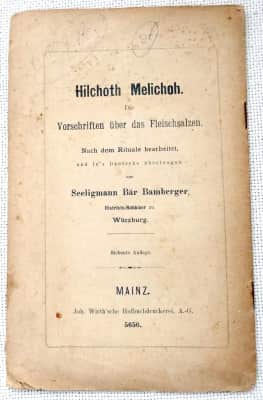 Hilchoth Melichoh.
Die
Vorschriften über das Fleischsalzen.
Nach dem Rituale bearbeitet,
und in's Deutsche übertragen
von
Seeligmann Bär Bamberger,
Distrikts-Rabbiner zu
Würzburg.
Siebente Auflage.
MAINZ.
Joh. Wirth'sche Hofbuchdruckerei, A.-G.
5656.